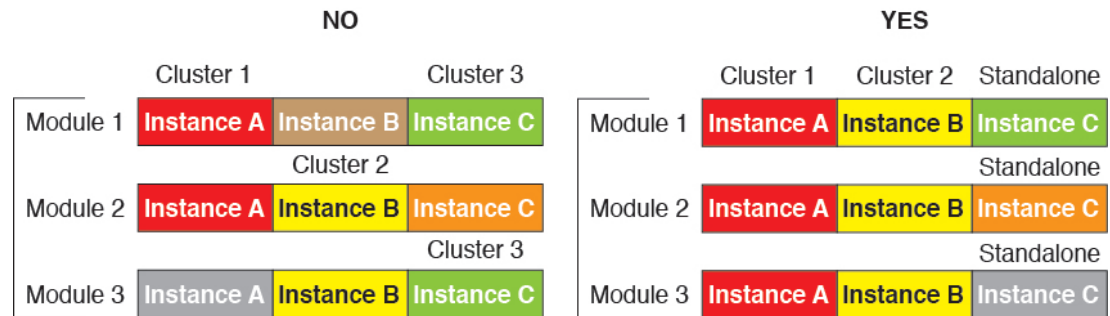 NO
Cluster 1 Cluster 3
Module 1 Instance A Instance B Instance C
Cluster 2
Module 2 Instance A Instance B Instance C
Cluster 3
Module 3 Instance A Instance B Instance C
YES
Cluster 1 Cluster 2 Standalone
Module 1 Instance A Instance B Instance C
Standalone
Module 2 Instance A Instance B Instance C
Standalone
Module 3 Instance A Instance B Instance C